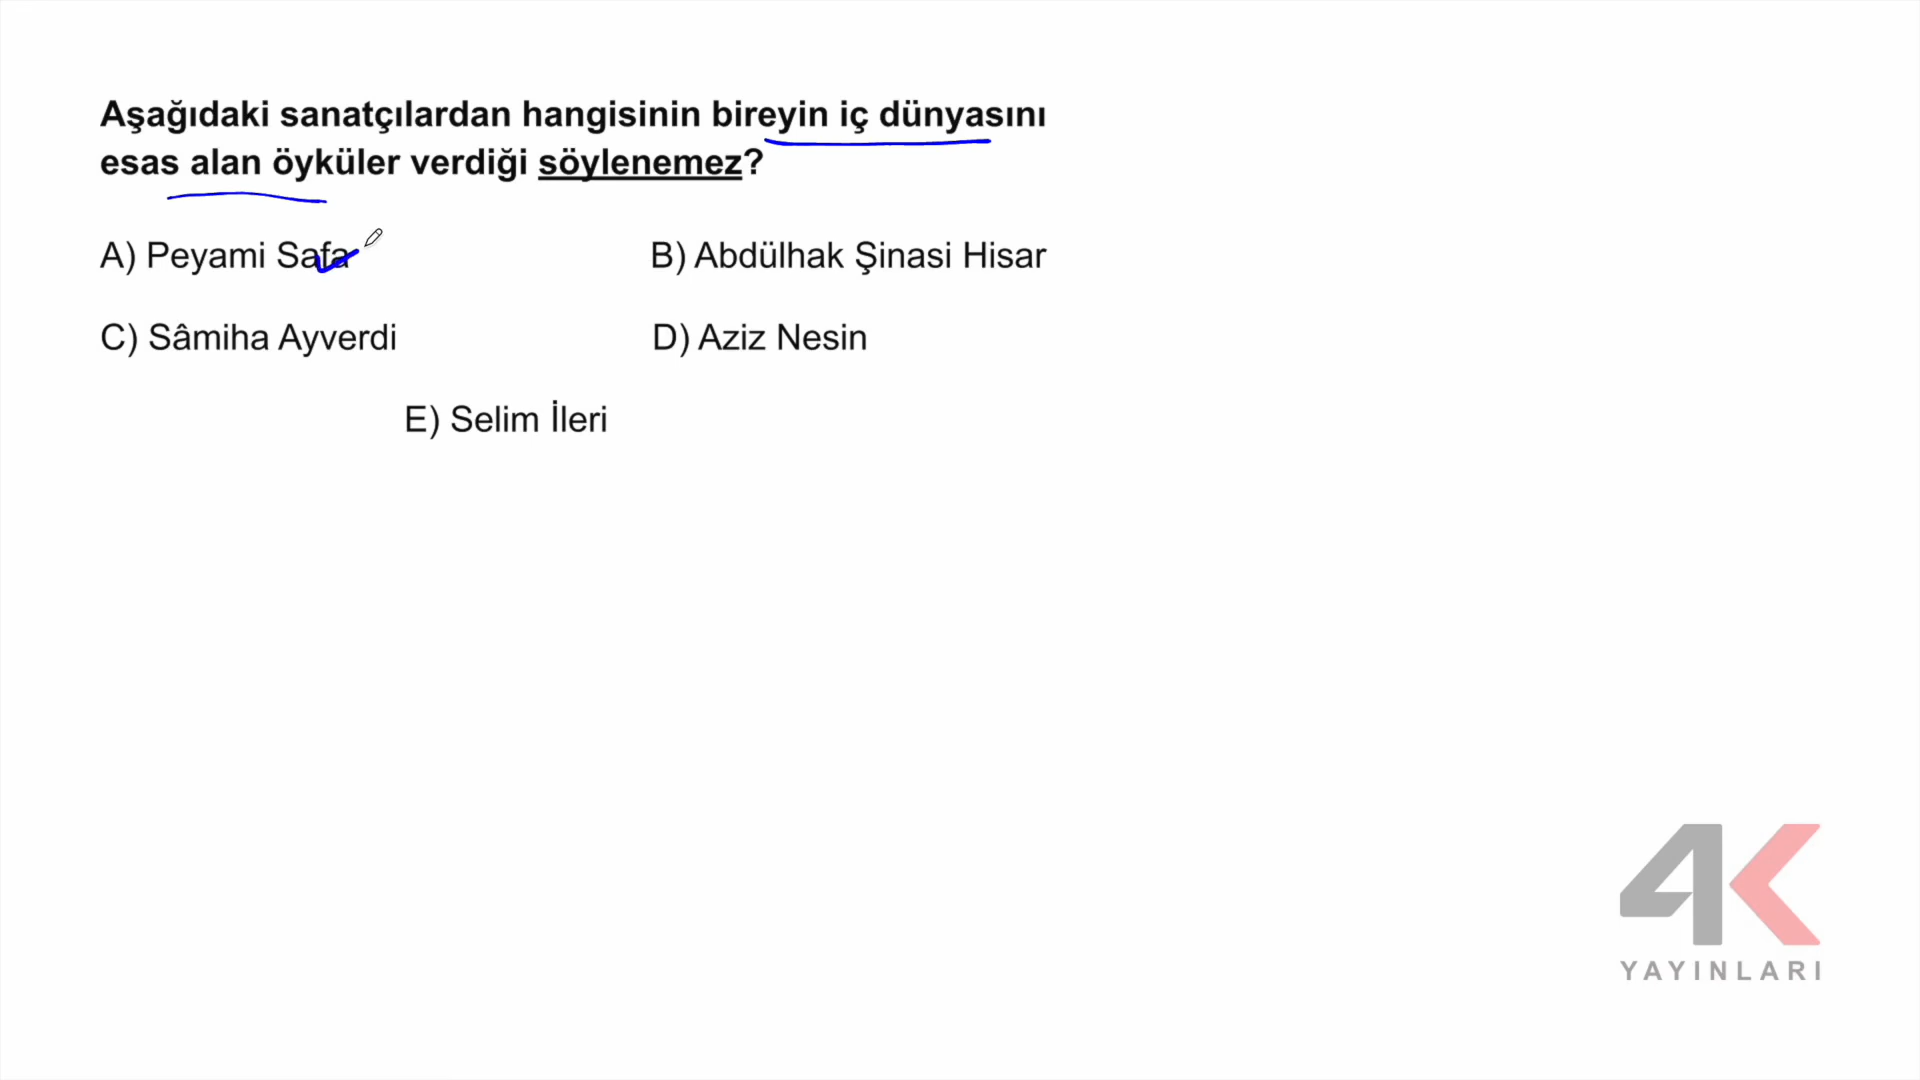 Aşağıdaki sanatçılardan hangisinin bireyin iç dünyasını
esas alan öyküler verdiği söylenemez?
A) Peyami Safa
B) Abdülhak Şinasi Hisar
C) Sâmiha Ayverdi
D) Aziz Nesin
E) Selim İleri
4K
YAYINLARI